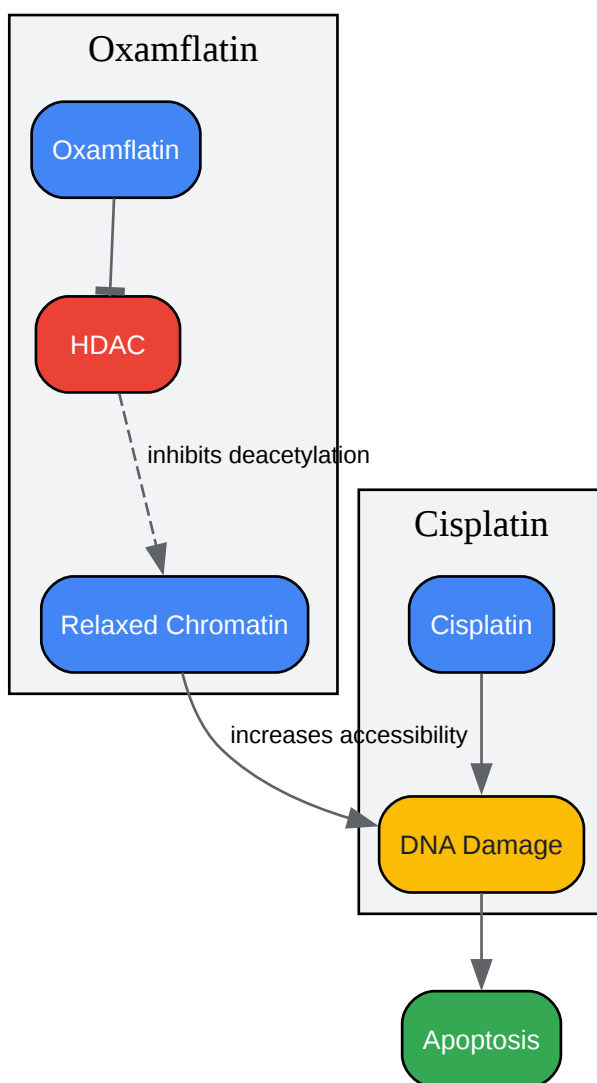 Oxamflatin
Oxamflatin
HDAC
inhibits deacetylation
Relaxed Chromatin
increases accessibility
Cisplatin
Cisplatin
DNA Damage
Apoptosis